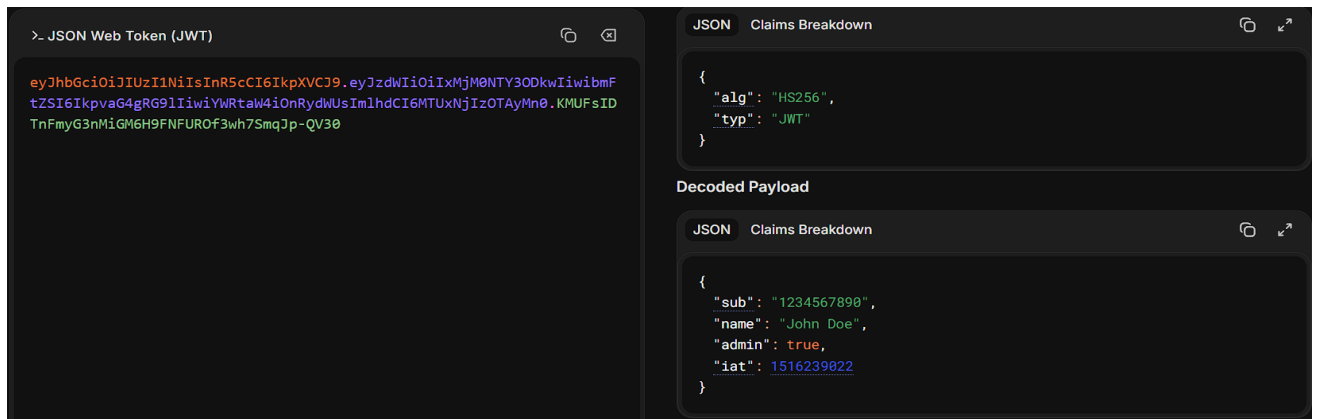 >_ JSON Web Token (JWT)
eyJhbGciOiJIUzI1NiIsInR5cCI6IkpXVCJ9.eyJzdWIiOiIxMjM0NTY3ODkwIiwibmF
tZSI6IkpvaG4gRG9lIiwiYWRtaW4iOnRydWUsImlhdCI6MTUxNjIzOTAyMn0.KMUFsID
TnFmyG3nMiGM6H9FNFUROf3wh7SmqJp-QV30
JSON Claims Breakdown
{
"alg": "HS256",
"typ": "JWT"
}
Decoded Payload
JSON Claims Breakdown
{
"sub": "1234567890",
"name": "John Doe",
"admin": true,
"iat": 1516239022
}